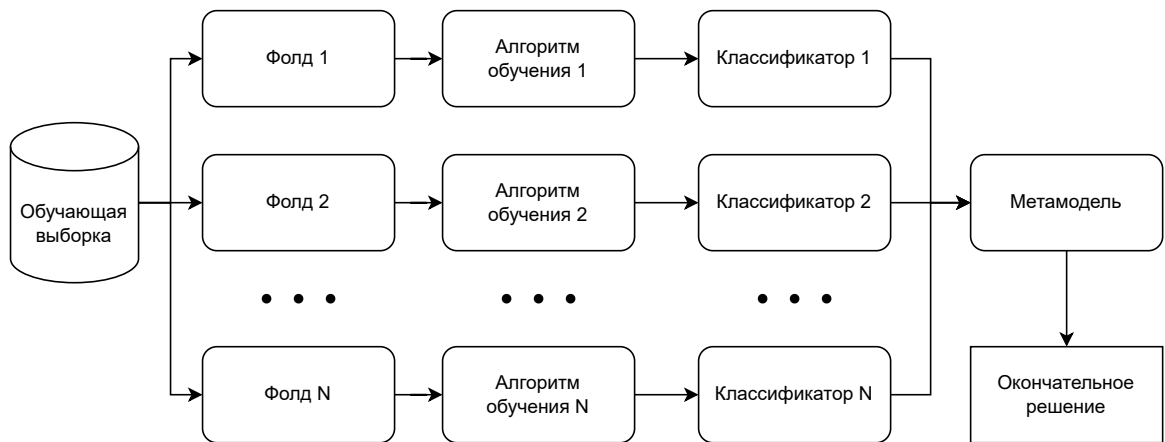 Фолд 1
Алгоритм
обучения 1
Классификатор 1
Обучающая
выборка
Фолд 2
Алгоритм
обучения 2
Классификатор 2
Метамодель
Фолд N
Алгоритм
обучения N
Классификатор N
Окончательное
решение